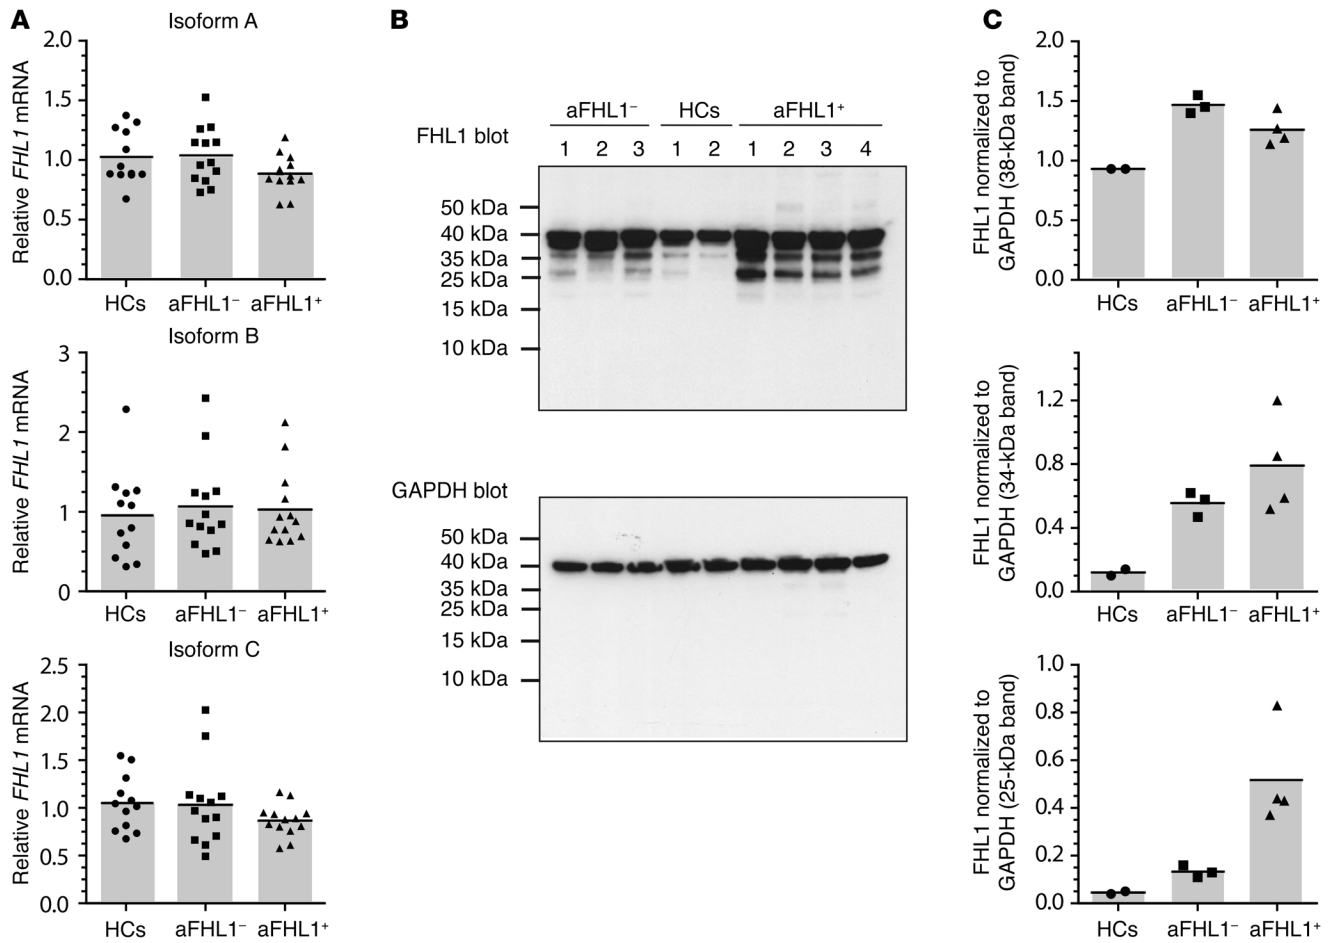 A
Isoform A
Relative FHL1 mRNA
2.0
1.5
1.0
0.5
0.0
HCs aFHL1⁻ aFHL1⁺
Isoform B
Relative FHL1 mRNA
3
2
1
0
HCs aFHL1⁻ aFHL1⁺
Isoform C
Relative FHL1 mRNA
2.5
2.0
1.5
1.0
0.5
0.0
HCs aFHL1⁻ aFHL1⁺
B
aFHL1⁻ HCs aFHL1⁺
FHL1 blot
1 2 3 1 2 1 2 3 4
50 kDa
40 kDa
35 kDa
25 kDa
15 kDa
10 kDa
GAPDH blot
50 kDa
40 kDa
35 kDa
25 kDa
15 kDa
10 kDa
C
FHL1 normalized to
GAPDH (38-kDa band)
2.0
1.5
1.0
0.5
0.0
HCs aFHL1⁻ aFHL1⁺
FHL1 normalized to
GAPDH (34-kDa band)
1.2
0.8
0.4
0.0
HCs aFHL1⁻ aFHL1⁺
FHL1 normalized to
GAPDH (25-kDa band)
1.0
0.8
0.6
0.4
0.2
0.0
HCs aFHL1⁻ aFHL1⁺